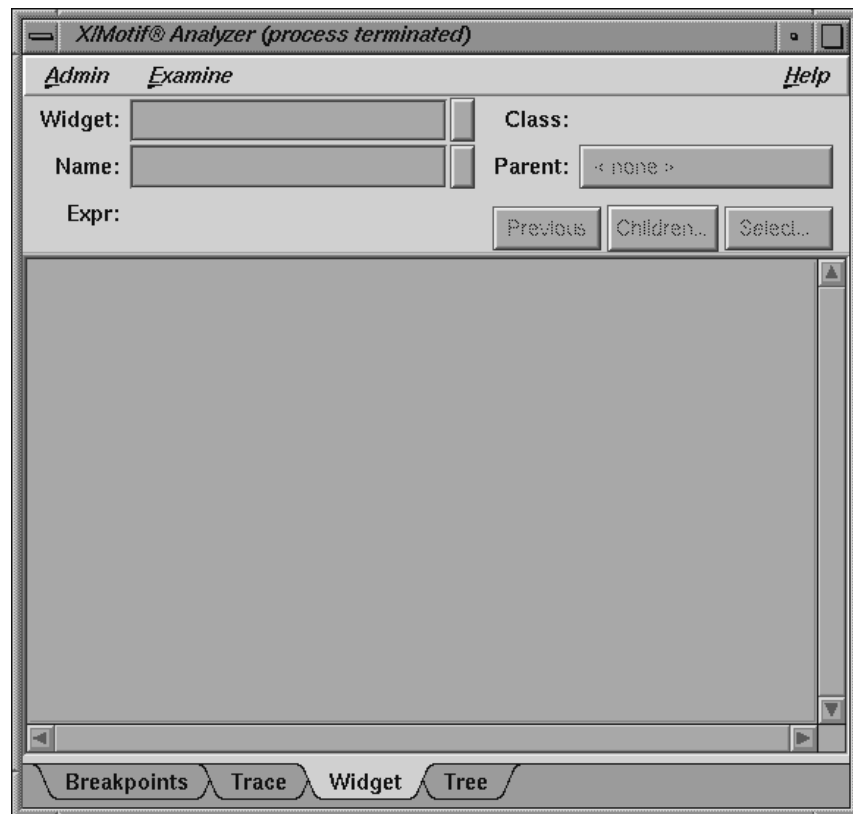 X/Motif® Analyzer (process terminated)
Admin Examine Help
Widget: Class:
Name: Parent: < none >
Expr: Previous Children... Select...
Breakpoints Trace Widget Tree